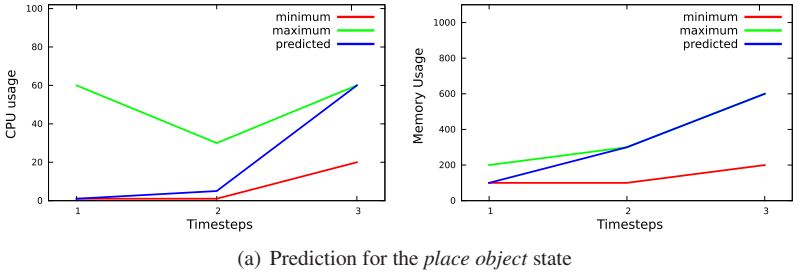 100
80
60
40
20
0
CPU usage
minimum
maximum
predicted
1
2
3
Timesteps
1000
800
600
400
200
0
Memory Usage
minimum
maximum
predicted
1
2
3
Timesteps
(a) Prediction for the place object state